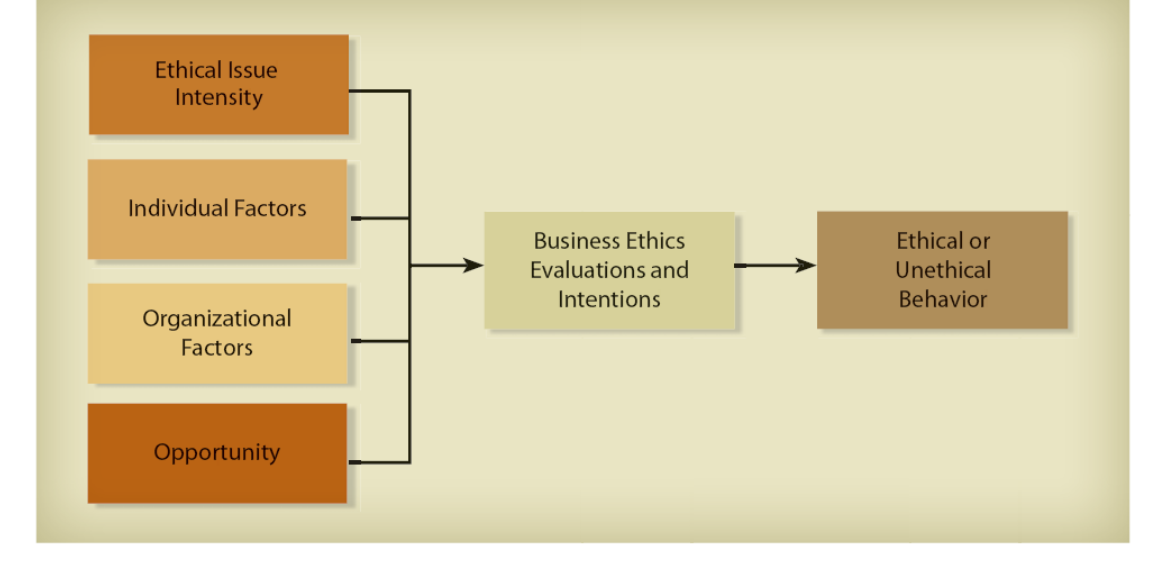 Ethical Issue
Intensity
Individual Factors
Organizational
Factors
Opportunity
Business Ethics
Evaluations and
Intentions
Ethical or
Unethical
Behavior